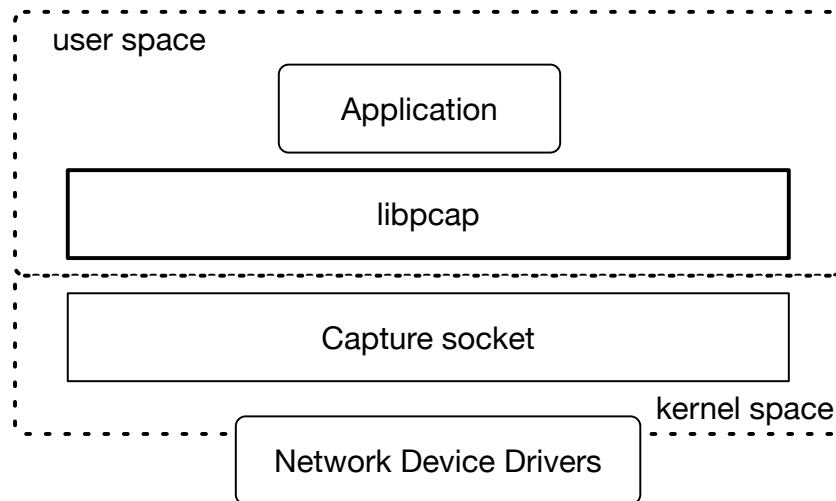 user space
Application
libpcap
Capture socket
kernel space
Network Device Drivers